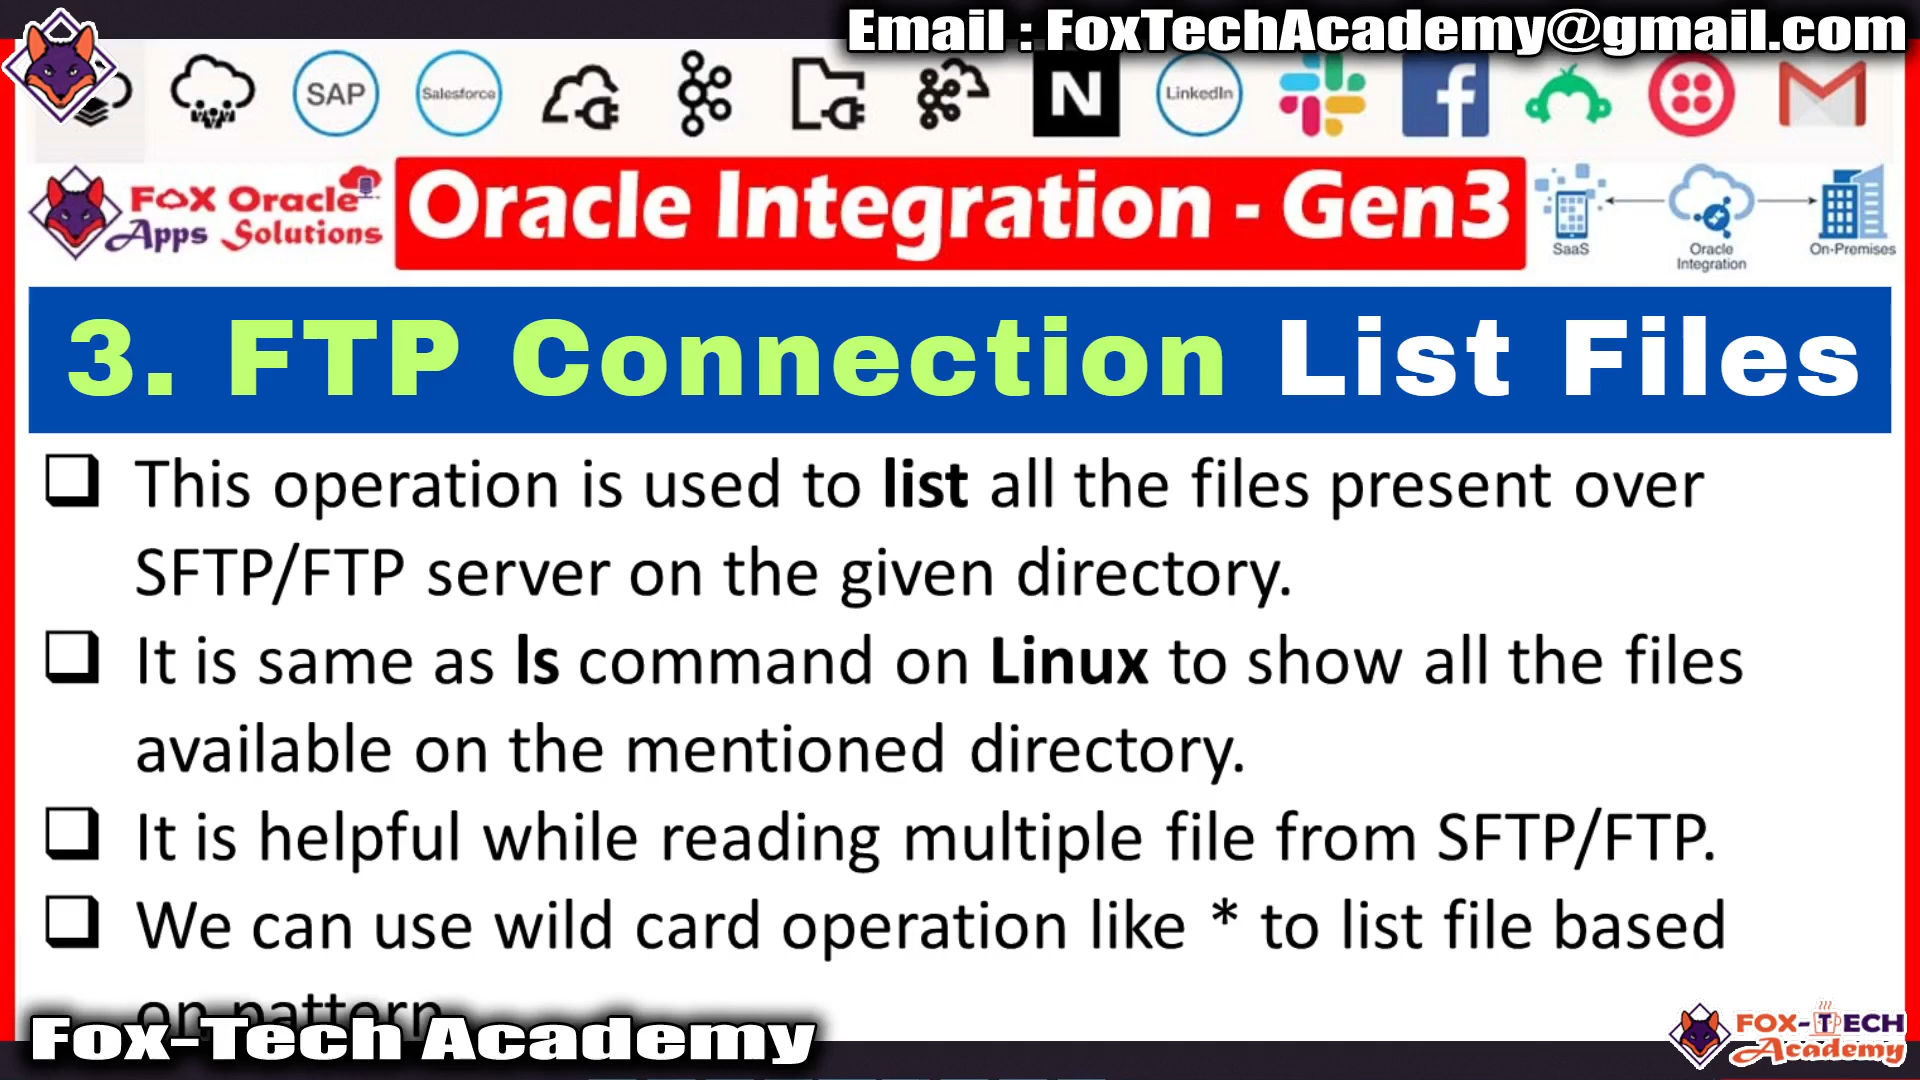 Email : FoxTechAcademy@gmail.com
SAP
Salesforce
N
LinkedIn
f
FOX Oracle
Apps Solutions
Oracle Integration - Gen3
SaaS
Oracle
Integration
On-Premises
3. FTP Connection List Files
❑ This operation is used to list all the files present over
SFTP/FTP server on the given directory.
❑ It is same as ls command on Linux to show all the files
available on the mentioned directory.
❑ It is helpful while reading multiple file from SFTP/FTP.
❑ We can use wild card operation like * to list file based
on pattern
Fox-Tech Academy
FOX-TECH
Academy